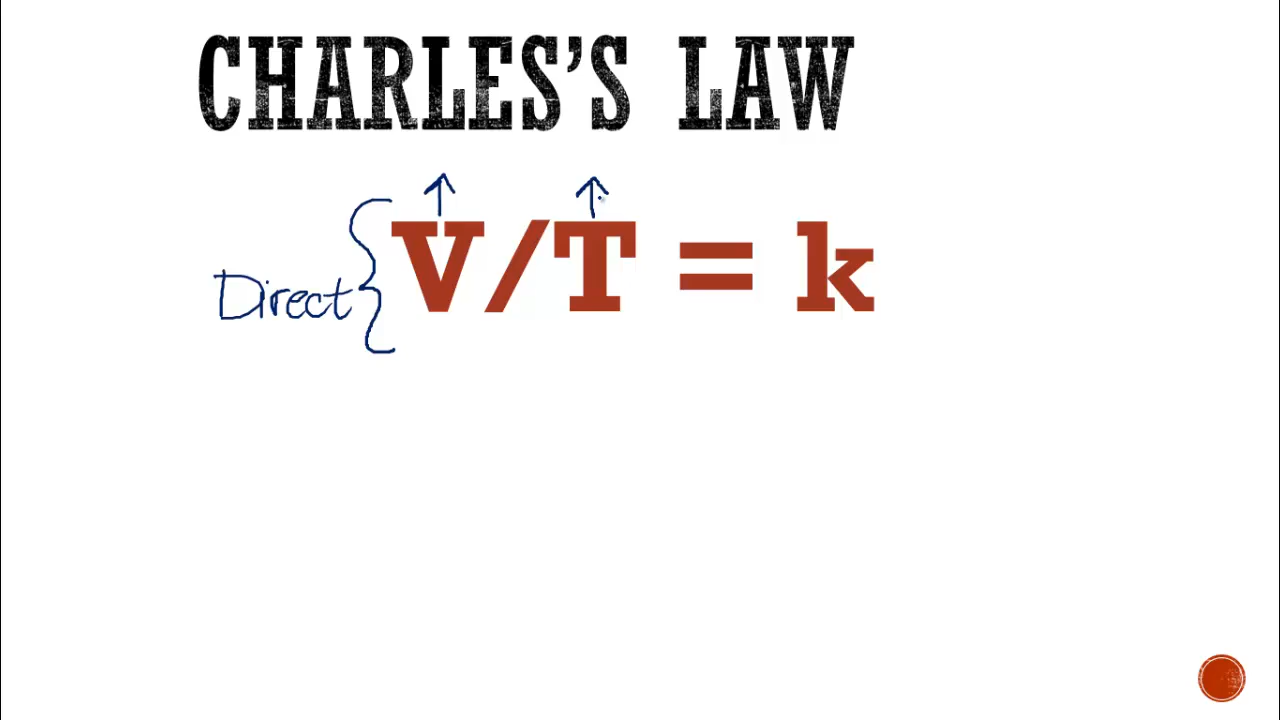 CHARLES’S LAW
↑ ↑
Direct { V/T = k